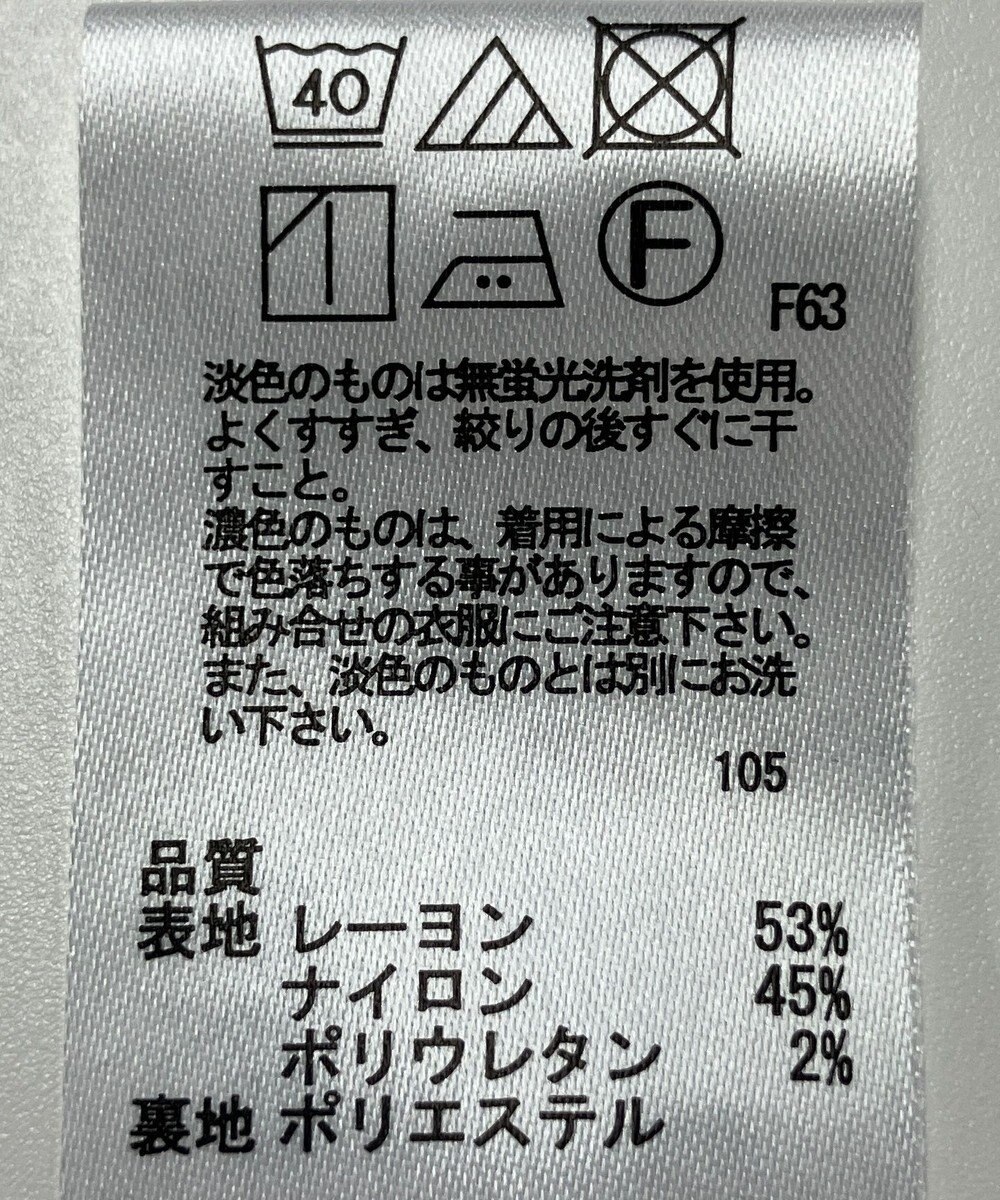 40
F
F63
淡色のものは無蛍光洗剤を使用。
よくすすぎ、絞りの後すぐに干
すこと。
濃色のものは、着用による摩擦
で色落ちする事がありますので、
組み合せの衣服にご注意下さい。
また、淡色のものとは別にお洗
い下さい。
105
品質
表地 レーヨン 53%
ナイロン 45%
ポリウレタン 2%
裏地 ポリエステル